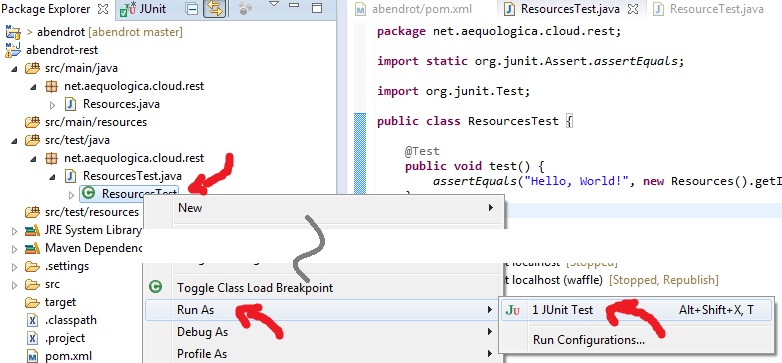 Package Explorer
JUnit
> abendrot [abendrot master]
abendrot-rest
src/main/java
net.aequologica.cloud.rest
Resources.java
src/main/resources
src/test/java
net.aequologica.cloud.rest
ResourcesTest.java
ResourcesTest
src/test/resources
JRE System Library
Maven Dependenc
.settings
src
target
.classpath
.project
pom.xml
abendrot/pom.xml
ResourcesTest.java
ResourceTest.java
package net.aequologica.cloud.rest;
import static org.junit.Assert.assertEquals;
import org.junit.Test;
public class ResourcesTest {
@Test
public void test() {
assertEquals("Hello, World!", new Resources().getI
New
Toggle Class Load Breakpoint
Run As
Debug As
Profile As
t localhost [Stopped]
t localhost (waffle) [Stopped, Republish]
JU 1 JUnit Test Alt+Shift+X, T
Run Configurations...